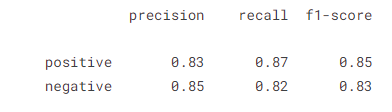 precision recall f1-score
positive 0.83 0.87 0.85
negative 0.85 0.82 0.83